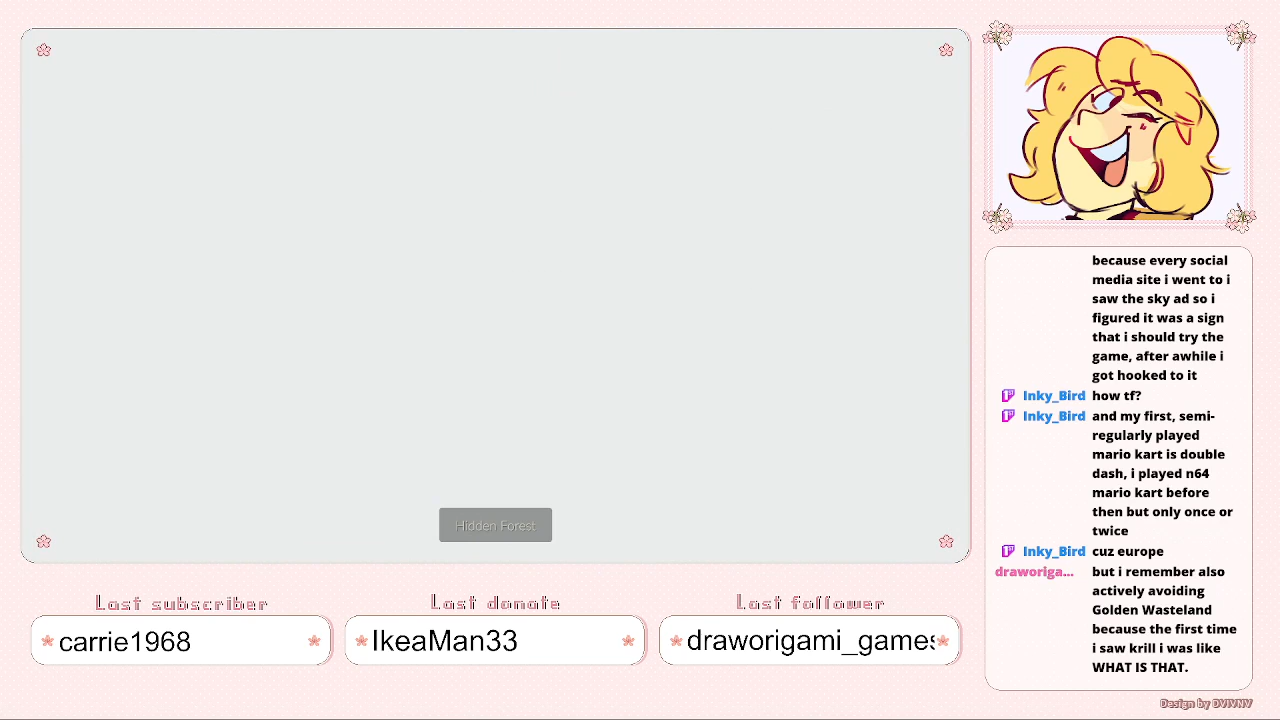 because every social
media site i went to i
saw the sky ad so i
figured it was a sign
that i should try the
game, after awhile i
got hooked to it
Inky_Bird how tf?
Inky_Bird and my first, semi-
regularly played
mario kart is double
dash, i played n64
mario kart before
then but only once or
twice
Inky_Bird cuz europe
draworiga... but i remember also
actively avoiding
Golden Wasteland
because the first time
i saw krill i was like
WHAT IS THAT.
Hidden Forest
Last subscriber
carrie1968
Last donate
IkeaMan33
Last follower
draworigami_games
Design by DVIVNV